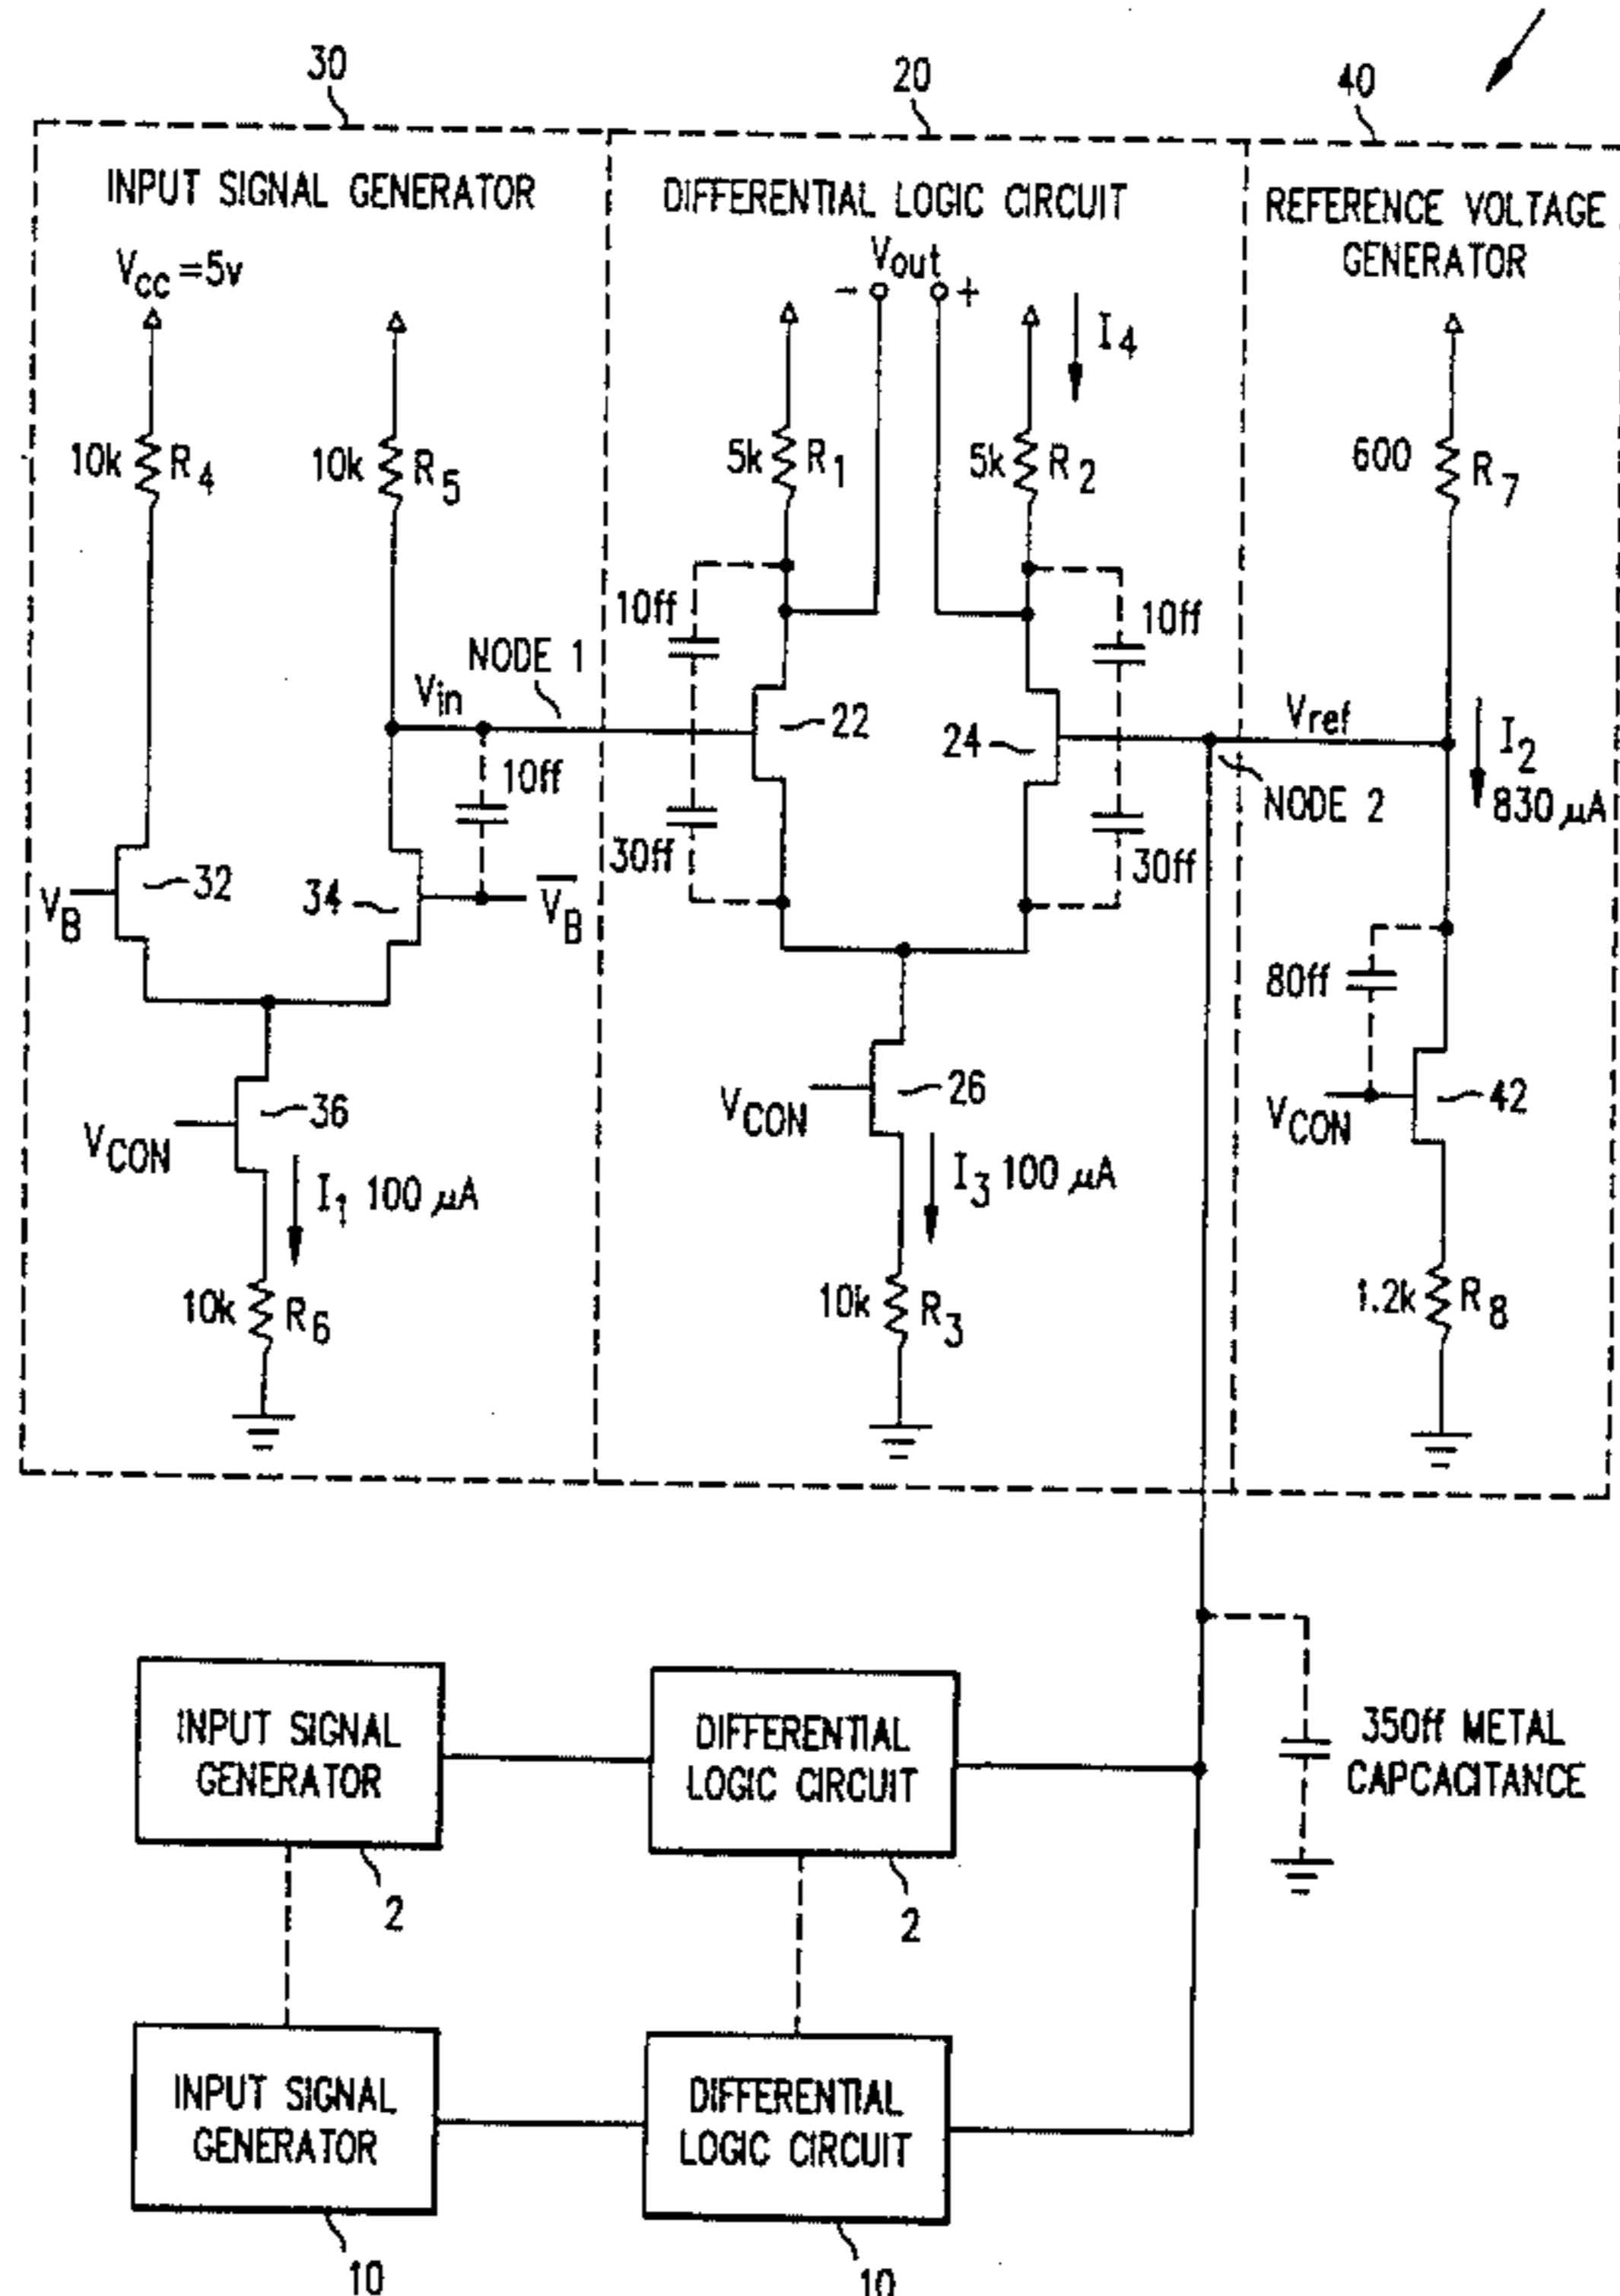 30
20
40
INPUT SIGNAL GENERATOR
DIFFERENTIAL LOGIC CIRCUIT
REFERENCE VOLTAGE
GENERATOR
Vcc =5v
Vout
- +
I4
10k R4
10k R5
5k R1
5k R2
600 R7
10ff
10ff
NODE 1
Vin
22
24
Vref
I2
830 μA
NODE 2
10ff
30ff
30ff
VB
32
34
V̅B
80ff
36
VCON
26
VCON
42
VCON
I1 100 μA
I3 100 μA
10k R6
10k R3
1.2k R8
INPUT SIGNAL
GENERATOR
DIFFERENTIAL
LOGIC CIRCUIT
350ff METAL
CAPCACITANCE
2
2
INPUT SIGNAL
GENERATOR
DIFFERENTIAL
LOGIC CIRCUIT
10
10